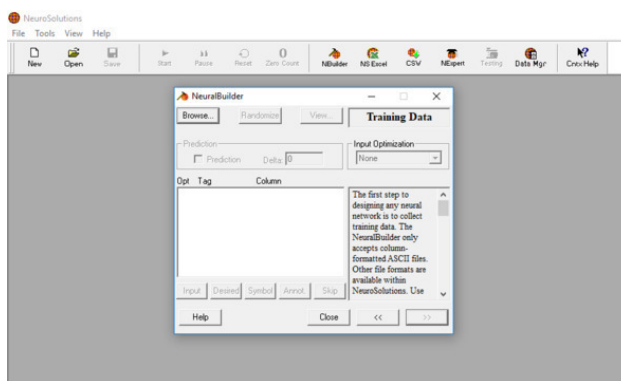 NeuroSolutions
File Tools View Help
New Open Save Start Pause Reset Zero Count NBuilder NS Excel CSV NExpert Testing Data Mgr Cntx Help
NeuralBuilder
Browse... Randomize View... Training Data
Prediction
Prediction Delta: 0
Input Optimization
None
Opt Tag Column
The first step to
designing any neural
network is to collect
training data. The
NeuralBuilder only
accepts column-
formatted ASCII files.
Other file formats are
available within
NeuroSolutions. Use
Input Desired Symbol Annot. Skip
Help Close << >>